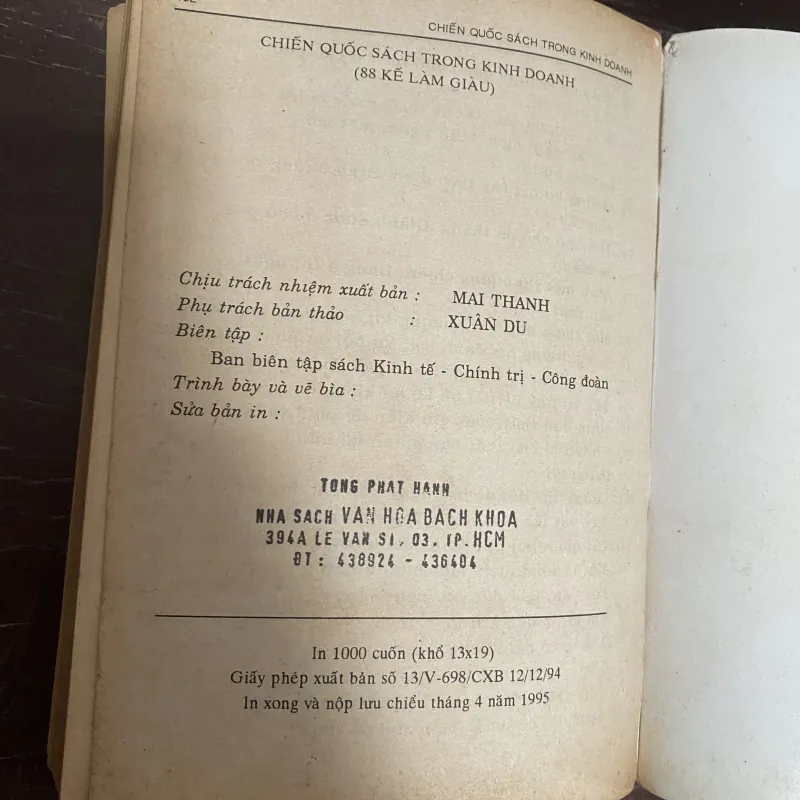 CHIẾN QUỐC SÁCH TRONG KINH DOANH
CHIẾN QUỐC SÁCH TRONG KINH DOANH
(88 KẾ LÀM GIÀU)
Chịu trách nhiệm xuất bản : MAI THANH
Phụ trách bản thảo : XUÂN DU
Biên tập :
Ban biên tập sách Kinh tế - Chính trị - Công đoàn
Trình bày và vẽ bìa :
Sửa bản in :
TONG PHAT HANH
NHA SACH VAN HOA BACH KHOA
394A LE VAN SI, Q3, TP. HCM
ĐT : 438924 - 436404
In 1000 cuốn (khổ 13x19)
Giấy phép xuất bản số 13/V-698/CXB 12/12/94
In xong và nộp lưu chiểu tháng 4 năm 1995